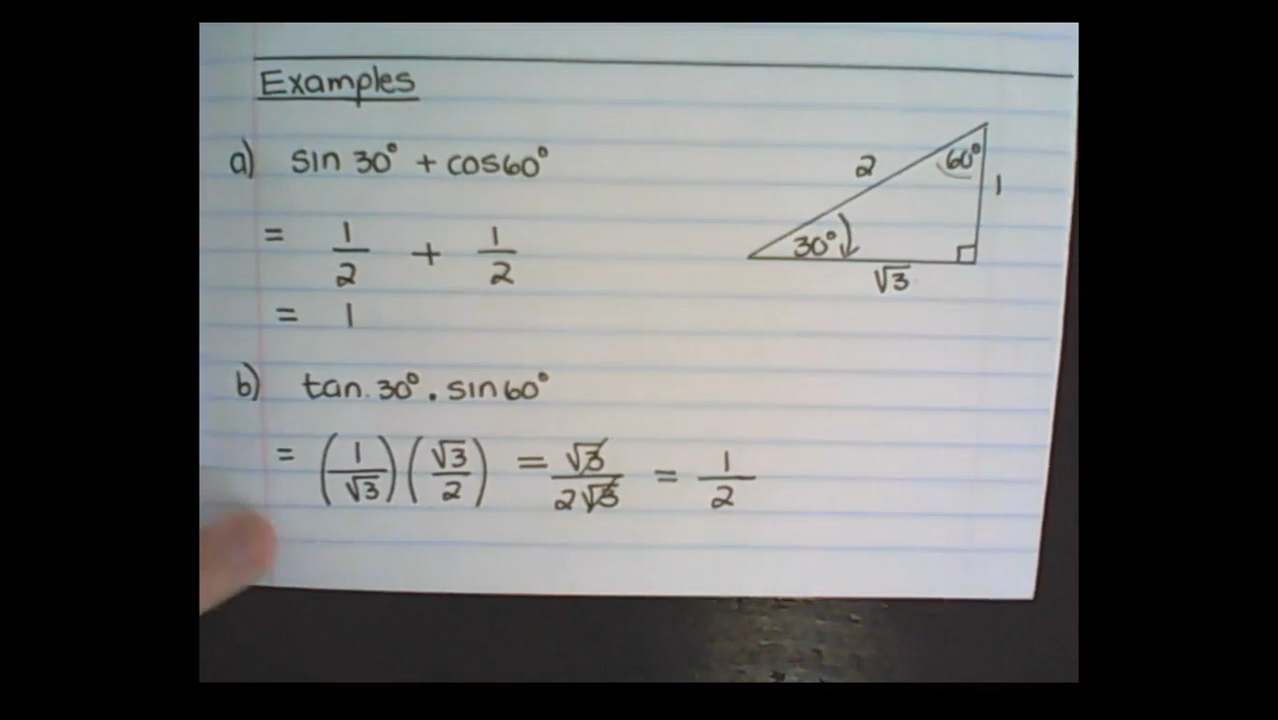 Examples
a) sin 30° + cos60°
= 1/2 + 1/2
= 1
2
60°
1
30°
√3
b) tan.30° . sin60°
= (1/√3)(√3/2) = √3/2√3 = 1/2